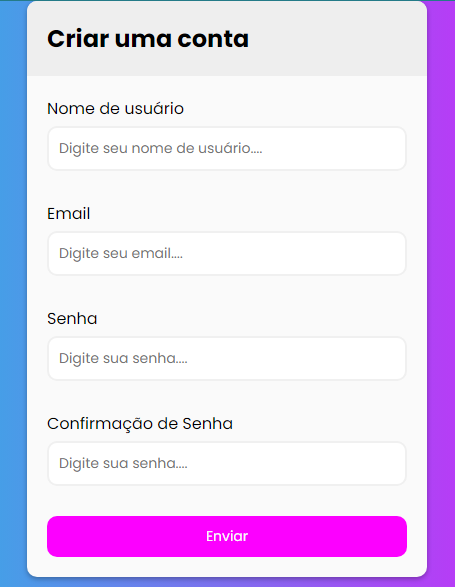 Criar uma conta
Nome de usuário
Digite seu nome de usuário....
Email
Digite seu email....
Senha
Digite sua senha....
Confirmação de Senha
Digite sua senha....
Enviar